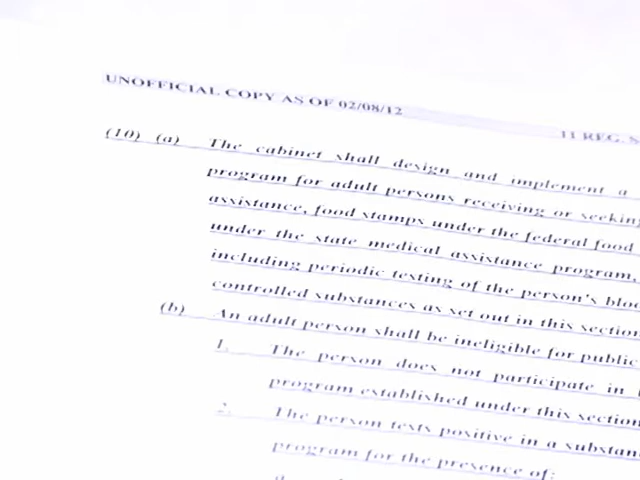 UNOFFICIAL COPY AS OF 02/08/12
11 REG. S
(10) (a) The cabinet shall design and implement a
program for adult persons receiving or seeking
assistance, food stamps under the federal food
under the state medical assistance program,
including periodic testing of the person's bloo
controlled substances as set out in this section
(b) An adult person shall be ineligible for public
1. The person does not participate in
program established under this section
2. The person tests positive in a substan
program for the presence of:
a.